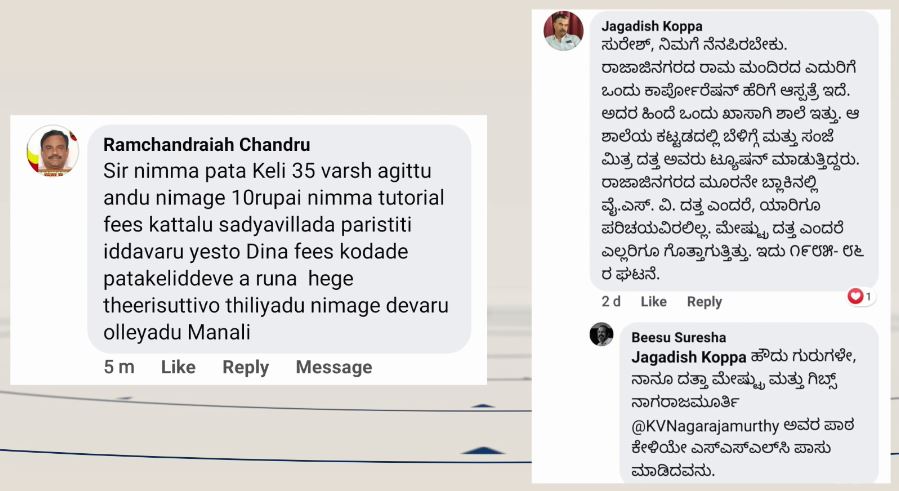 Ramchandraiah Chandru
Sir nimma pata Keli 35 varsh agittu
andu nimage 10rupai nimma tutorial
fees kattalu sadyavillada paristiti
iddavaru yesto Dina fees kodade
patakeliddeve a runa hege
theerisuttivo thiliyadu nimage devaru
olleyadu Manali
5 m Like Reply Message
Jagadish Koppa
ಸುರೇಶ್, ನಿಮಗೆ ನೆನಪಿರಬೇಕು.
ರಾಜಾಜಿನಗರದ ರಾಮ ಮಂದಿರದ ಎದುರಿಗೆ
ಒಂದು ಕಾರ್ಪೋರೆಷನ್ ಹೆರಿಗೆ ಆಸ್ಪತ್ರೆ ಇದೆ.
ಅದರ ಹಿಂದೆ ಒಂದು ಖಾಸಾಗಿ ಶಾಲೆ ಇತ್ತು. ಆ
ಶಾಲೆಯ ಕಟ್ಟಡದಲ್ಲಿ ಬೆಳಿಗ್ಗೆ ಮತ್ತು ಸಂಜೆ
ಮಿತ್ರ ದತ್ತ ಅವರು ಟ್ಯೂಷನ್ ಮಾಡುತ್ತಿದ್ದರು.
ರಾಜಾಜಿನಗರದ ಮೂರನೇ ಬ್ಲಾಕಿನಲ್ಲಿ
ವೈ.ಎಸ್. ವಿ. ದತ್ತ ಎಂದರೆ, ಯಾರಿಗೂ
ಪರಿಚಯವಿರಲಿಲ್ಲ. ಮೇಷ್ಟ್ರು ದತ್ತ ಎಂದರೆ
ಎಲ್ಲರಿಗೂ ಗೊತ್ತಾಗುತ್ತಿತ್ತು. ಇದು ೧೯೮೫- ೮೬
ರ ಘಟನೆ.
2 d Like Reply 1
Beesu Suresha
Jagadish Koppa ಹೌದು ಗುರುಗಳೇ,
ನಾನೂ ದತ್ತಾ ಮೇಷ್ಟ್ರು ಮತ್ತು ಗಿಬ್ಸ್
ನಾಗರಾಜಮೂರ್ತಿ
@KVNagarajamurthy ಅವರ ಪಾಠ
ಕೇಳಿಯೇ ಎಸ್‌ಎಸ್‌ಎಲ್‌ಸಿ ಪಾಸು
ಮಾಡಿದವನು.